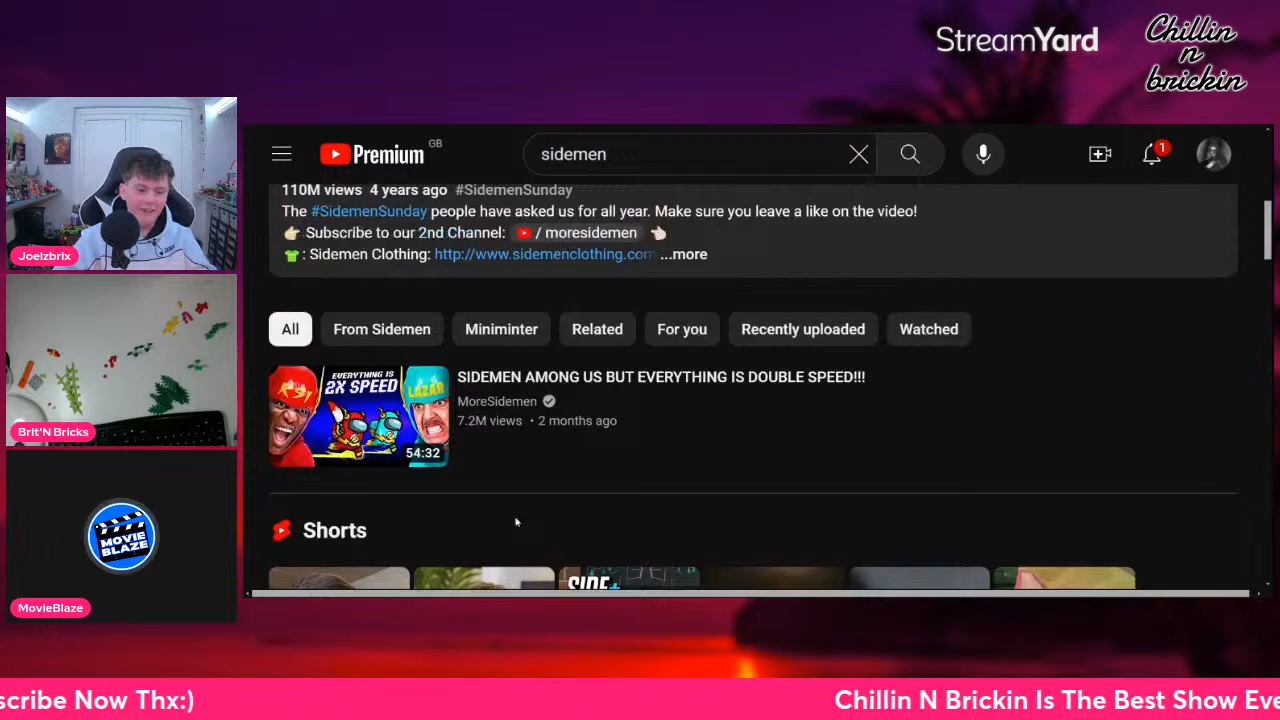 StreamYard
Chillin
n
brickin
Premium GB
sidemen
1
110M views 4 years ago #SidemenSunday
The #SidemenSunday people have asked us for all year. Make sure you leave a like on the video!
👉🏻 Subscribe to our 2nd Channel: / moresidemen 👈🏻
👕: Sidemen Clothing: http://www.sidemenclothing.com ...more
All
From Sidemen
Miniminter
Related
For you
Recently uploaded
Watched
EVERYTHING IS
2X SPEED
KSI
LAZAR
54:32
SIDEMEN AMONG US BUT EVERYTHING IS DOUBLE SPEED!!!
MoreSidemen
7.2M views • 2 months ago
Shorts
SIDE+
Joelzbrix
Brit'N Bricks
MOVIE
BLAZE
MovieBlaze
scribe Now Thx:)
Chillin N Brickin Is The Best Show Eve